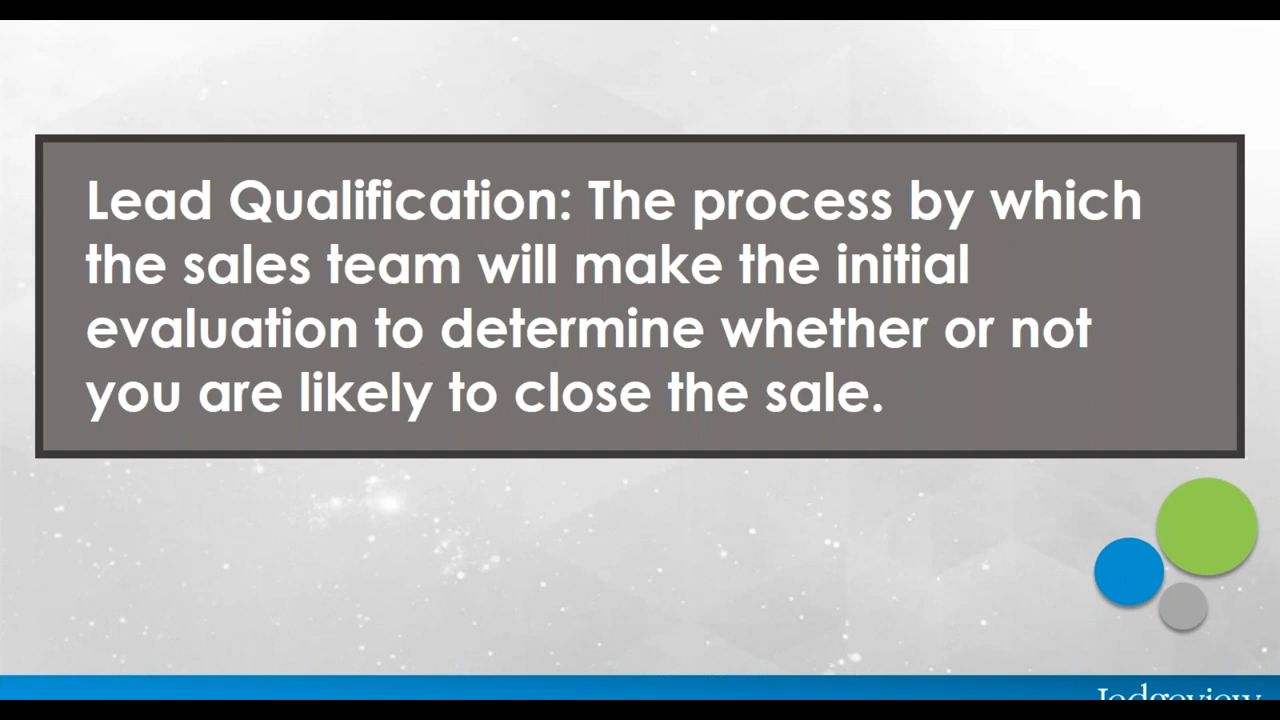 Lead Qualification: The process by which
the sales team will make the initial
evaluation to determine whether or not
you are likely to close the sale.